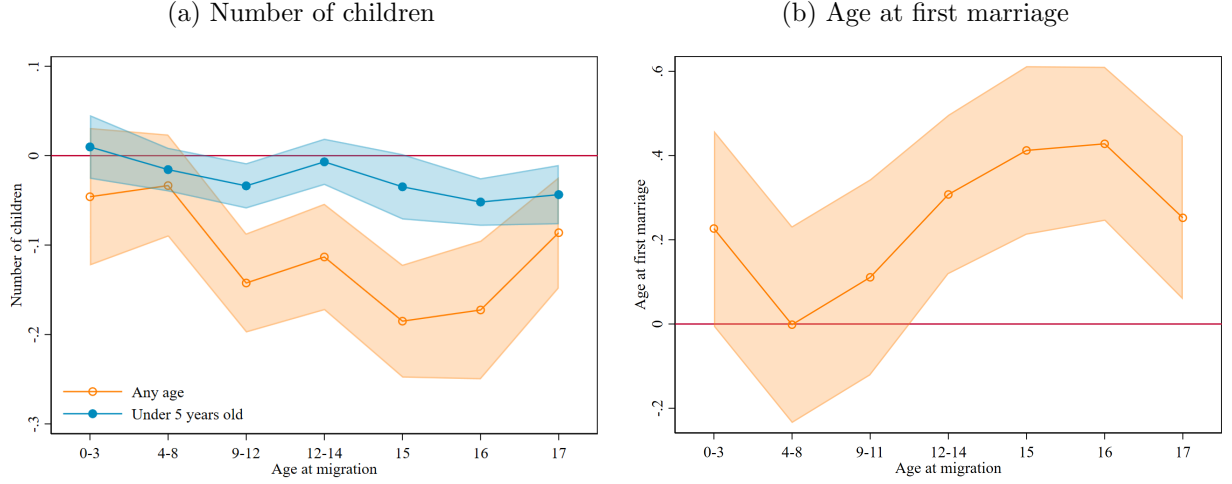 (a) Number of children
Number of children
.1
0
-.1
-.2
-.3
Any age
Under 5 years old
0-3 4-8 9-12 12-14 15 16 17
Age at migration
(b) Age at first marriage
Age at first marriage
.6
.4
.2
0
-.2
0-3 4-8 9-11 12-14 15 16 17
Age at migration